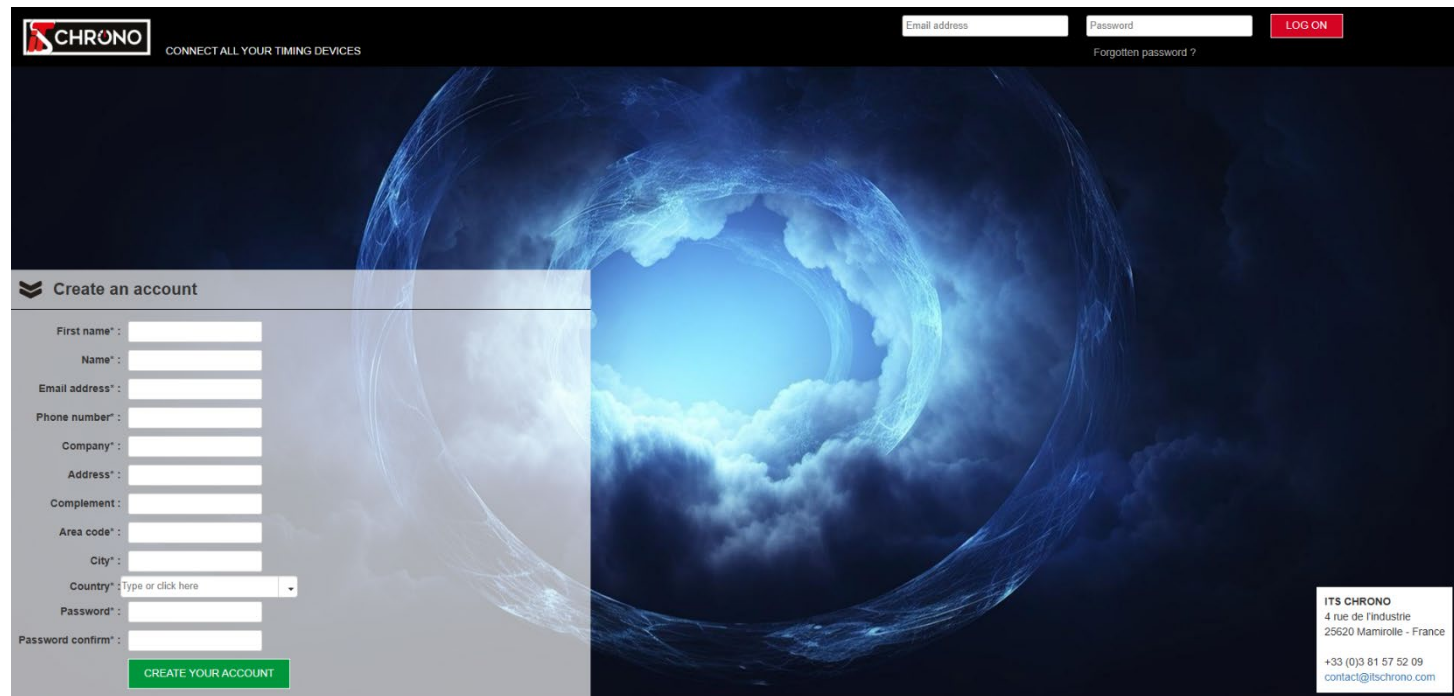 iTS CHRONO
CONNECT ALL YOUR TIMING DEVICES
Email address
Password
LOG ON
Forgotten password ?
Create an account
First name* :
Name* :
Email address* :
Phone number* :
Company* :
Address* :
Complement :
Area code* :
City* :
Country* : Type or click here
Password* :
Password confirm* :
CREATE YOUR ACCOUNT
ITS CHRONO
4 rue de l'industrie
25620 Mamirolle - France
+33 (0)3 81 57 52 09
contact@itschrono.com